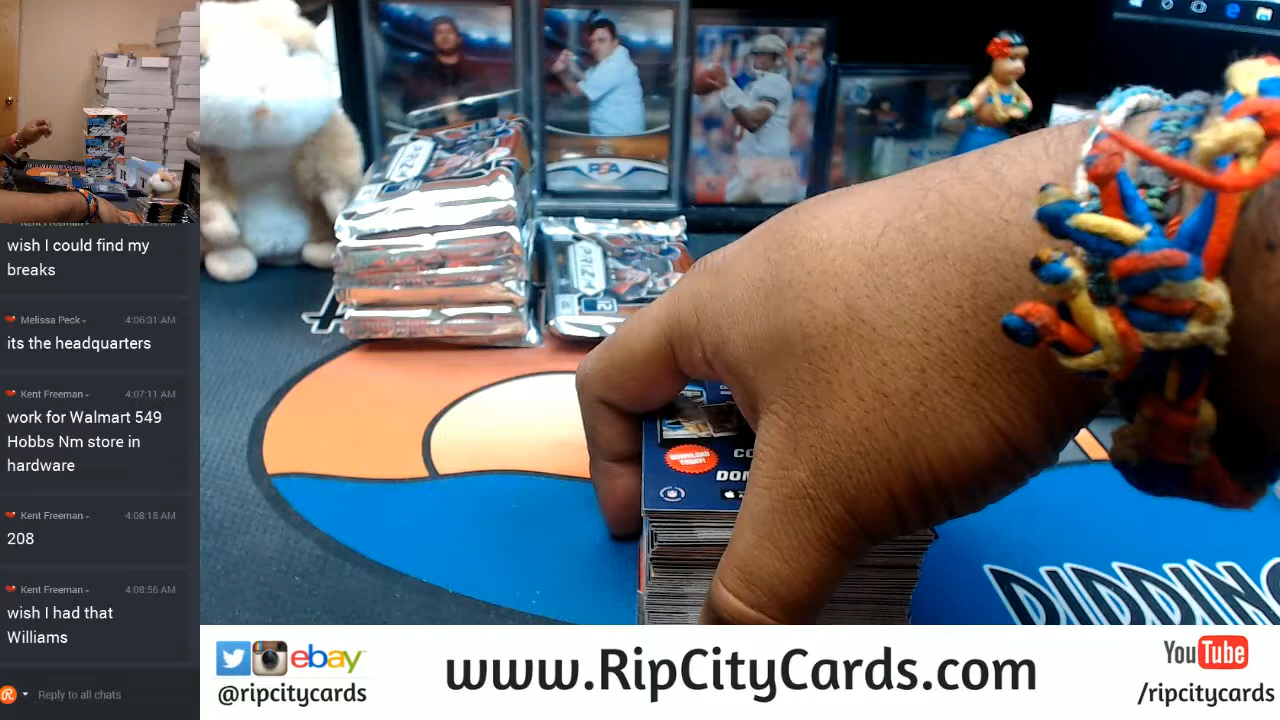 wish I could find my
breaks
Melissa Peck
4:06:31 AM
its the headquarters
Kent Freeman
4:07:11 AM
work for Walmart 549
Hobbs Nm store in
hardware
Kent Freeman
4:08:18 AM
208
Kent Freeman
4:08:56 AM
wish I had that
Williams
Reply to all chats
PSA
DOWNLOAD
TODAY!
ebay
@ripcitycards
www.RipCityCards.com
YouTube
/ripcitycards